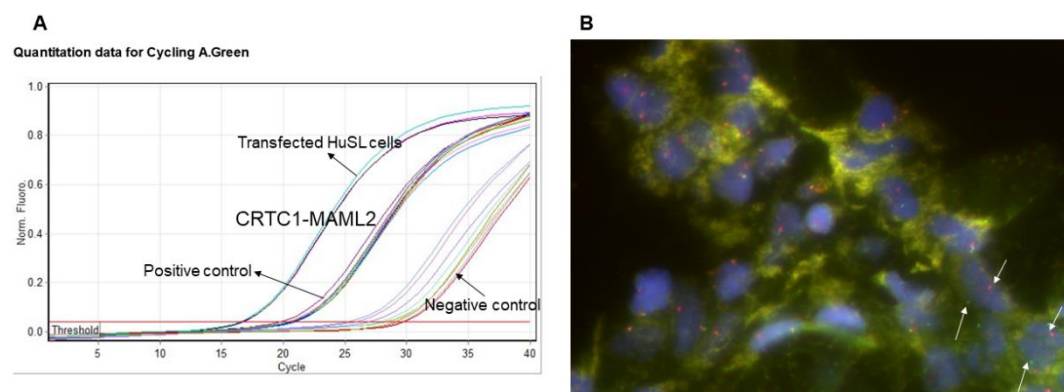 A
B
Quantitation data for Cycling A.Green
1.0
0.8
0.6
0.4
0.2
0.0
Norm. Fluoro.
Transfected HuSL cells
CRTC1-MAML2
Positive control
Negative control
Threshold
5 10 15 20 25 30 35 40
Cycle